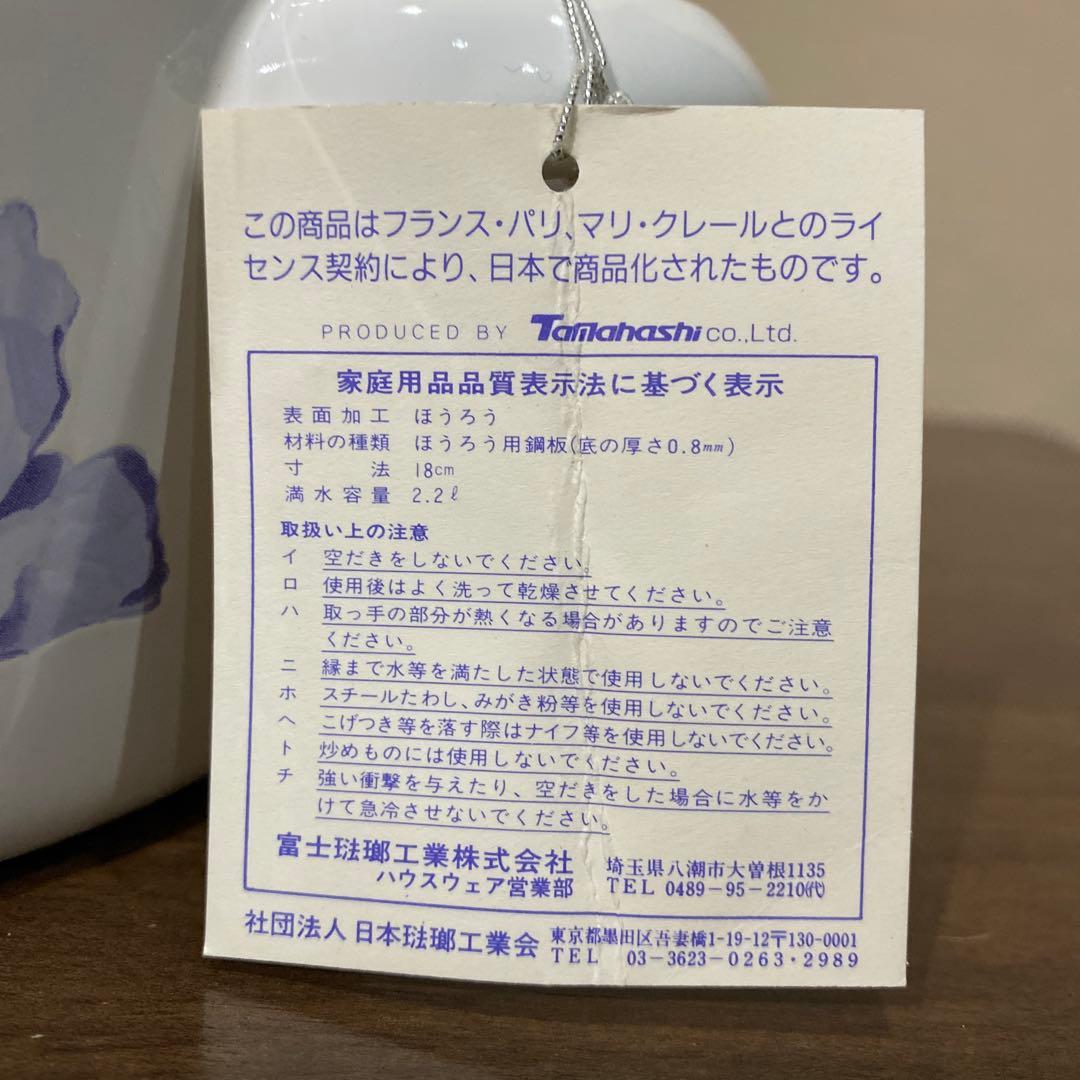 この商品はフランス・パリ、マリ・クレールとのライ
センス契約により、日本で商品化されたものです。
PRODUCED BY Tamahashi CO.,Ltd.
家庭用品品質表示法に基づく表示
表面加工 ほうろう
材料の種類 ほうろう用鋼板(底の厚さ0.8mm)
寸法 18cm
満水容量 2.2ℓ
取扱い上の注意
イ 空だきをしないでください。
ロ 使用後はよく洗って乾燥させてください。
ハ 取っ手の部分が熱くなる場合がありますのでご注意
ください。
ニ 縁まで水等を満たした状態で使用しないでください。
ホ スチールたわし、みがき粉等を使用しないでください。
ヘ こげつき等を落す際はナイフ等を使用しないでください。
ト 炒めものには使用しないでください。
チ 強い衝撃を与えたり、空だきをした場合に水等をか
けて急冷させないでください。
富士琺瑯工業株式会社 埼玉県八潮市大曽根1135
ハウスウェア営業部 TEL 0489-95-2210㈹
社団法人 日本琺瑯工業会 東京都墨田区吾妻橋1-19-12〒130-0001
TEL 03-3623-0263・2989